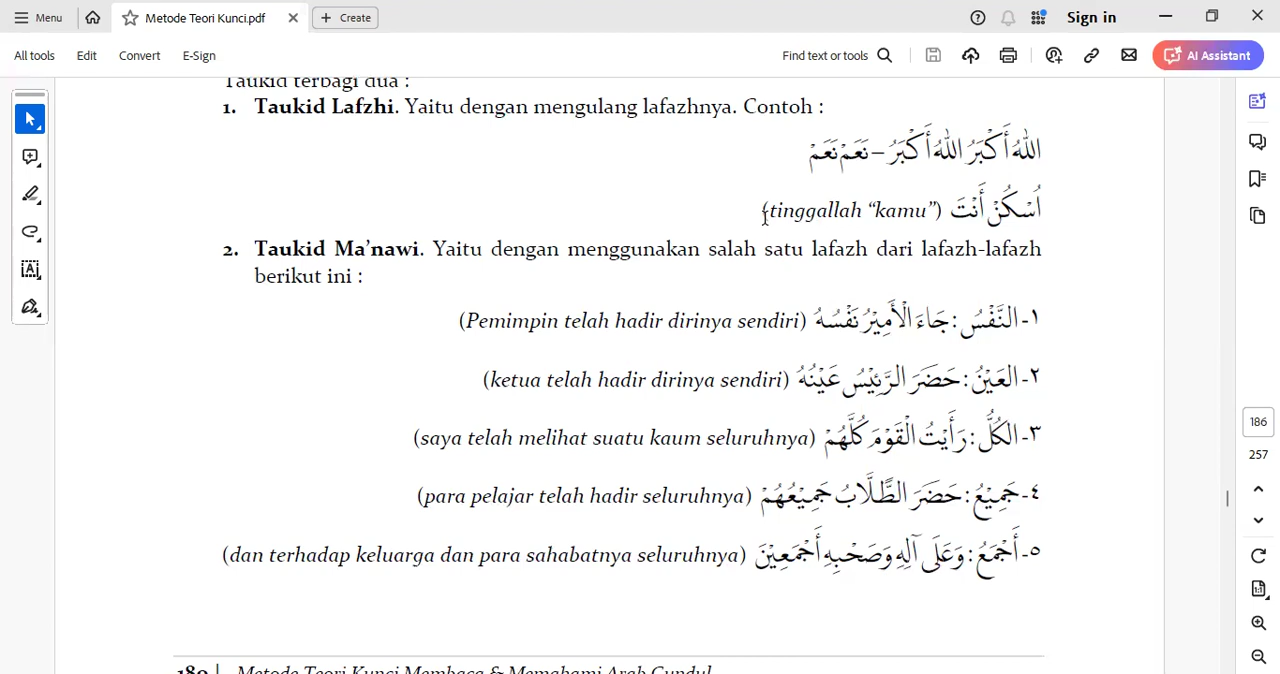 Menu
Metode Teori Kunci.pdf
Create
Sign in
All tools Edit Convert E-Sign
Find text or tools
AI Assistant
Taukid terbagi dua :
1. Taukid Lafzhi. Yaitu dengan mengulang lafazhnya. Contoh :
اللهُ أَكْبَرُ اللهُ أَكْبَرُ – نَعَمْ نَعَمْ
اُسْكُنْ أَنْتَ (tinggallah “kamu”)
2. Taukid Ma’nawi. Yaitu dengan menggunakan salah satu lafazh dari lafazh-lafazh
berikut ini :
١- النَّفْسُ : جَاءَ الْأَمِيْرُ نَفْسُهُ (Pemimpin telah hadir dirinya sendiri)
٢- العَيْنُ : حَضَرَ الرَّئِيْسُ عَيْنُهُ (ketua telah hadir dirinya sendiri)
٣- الكُلُّ : رَأَيْتُ الْقَوْمَ كُلَّهُمْ (saya telah melihat suatu kaum seluruhnya)
٤- جَمِيْعُ : حَضَرَ الطُّلَّابُ جَمِيْعُهُمْ (para pelajar telah hadir seluruhnya)
٥- أَجْمَعُ : وَعَلَى آلِهِ وَصَحْبِهِ أَجْمَعِيْنَ (dan terhadap keluarga dan para sahabatnya seluruhnya)
180 | Metode Teori Kunci Membaca & Memahami Arab Gundul
186
257